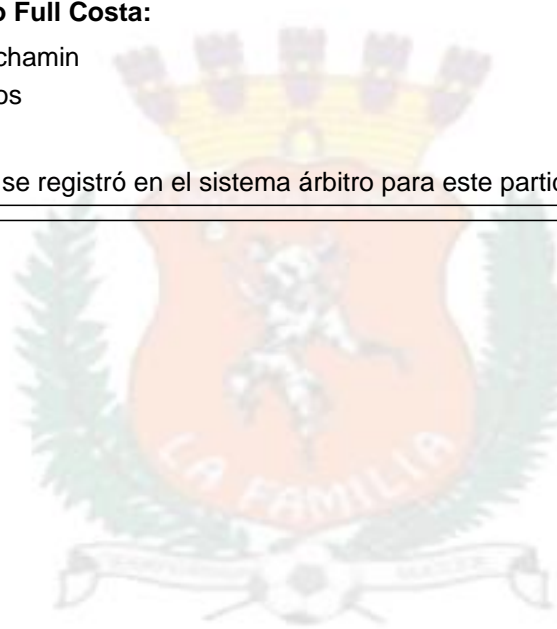 o Full Costa:
chamin
os
se registró en el sistema árbitro para este partid
LA FAMILIA